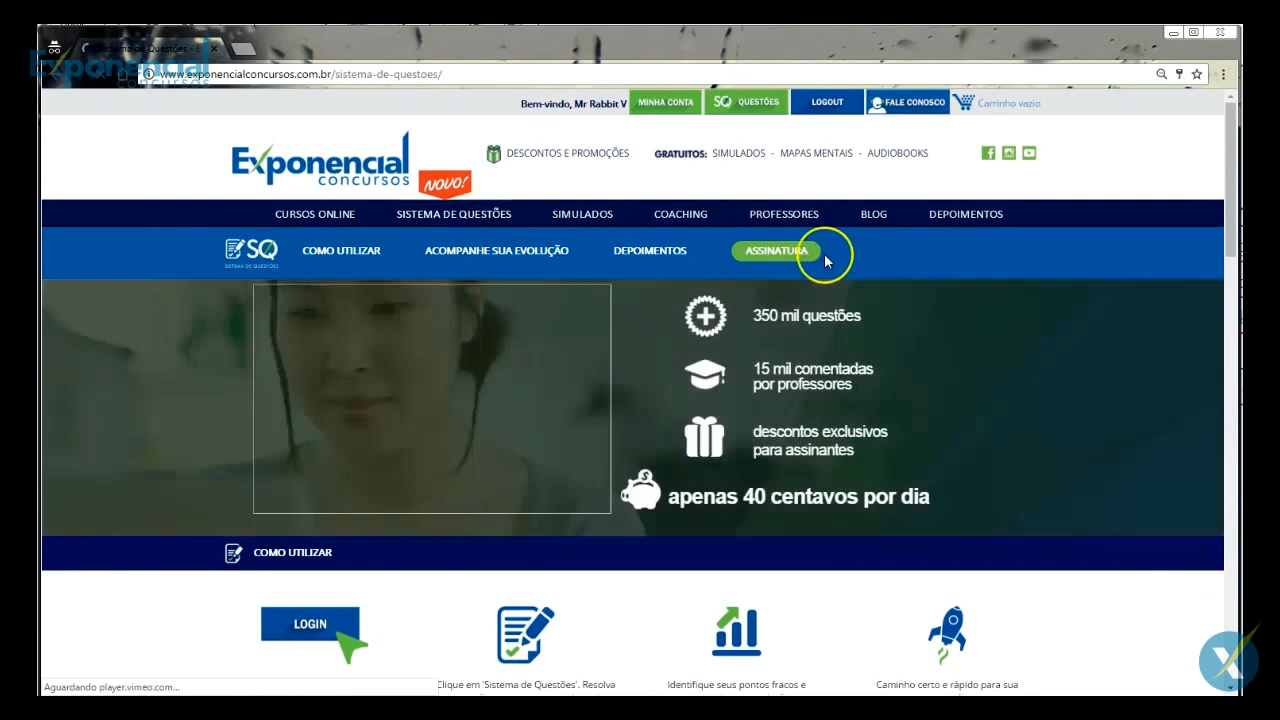 Sistema de Questões - E
Exponencial
CONCURSOS
www.exponencialconcursos.com.br/sistema-de-questoes/
Bem-vindo, Mr Rabbit V
MINHA CONTA
SQ QUESTÕES
LOGOUT
FALE CONOSCO
Carrinho vazio
Exponencial
concursos
NOVO!
DESCONTOS E PROMOÇÕES
GRATUITOS: SIMULADOS - MAPAS MENTAIS - AUDIOBOOKS
CURSOS ONLINE
SISTEMA DE QUESTÕES
SIMULADOS
COACHING
PROFESSORES
BLOG
DEPOIMENTOS
SQ
SISTEMA DE QUESTÕES
COMO UTILIZAR
ACOMPANHE SUA EVOLUÇÃO
DEPOIMENTOS
ASSINATURA
350 mil questões
15 mil comentadas
por professores
descontos exclusivos
para assinantes
apenas 40 centavos por dia
COMO UTILIZAR
LOGIN
Clique em 'Sistema de Questões'. Resolva
Identifique seus pontos fracos e
Caminho certo e rápido para sua
Aguardando player.vimeo.com...